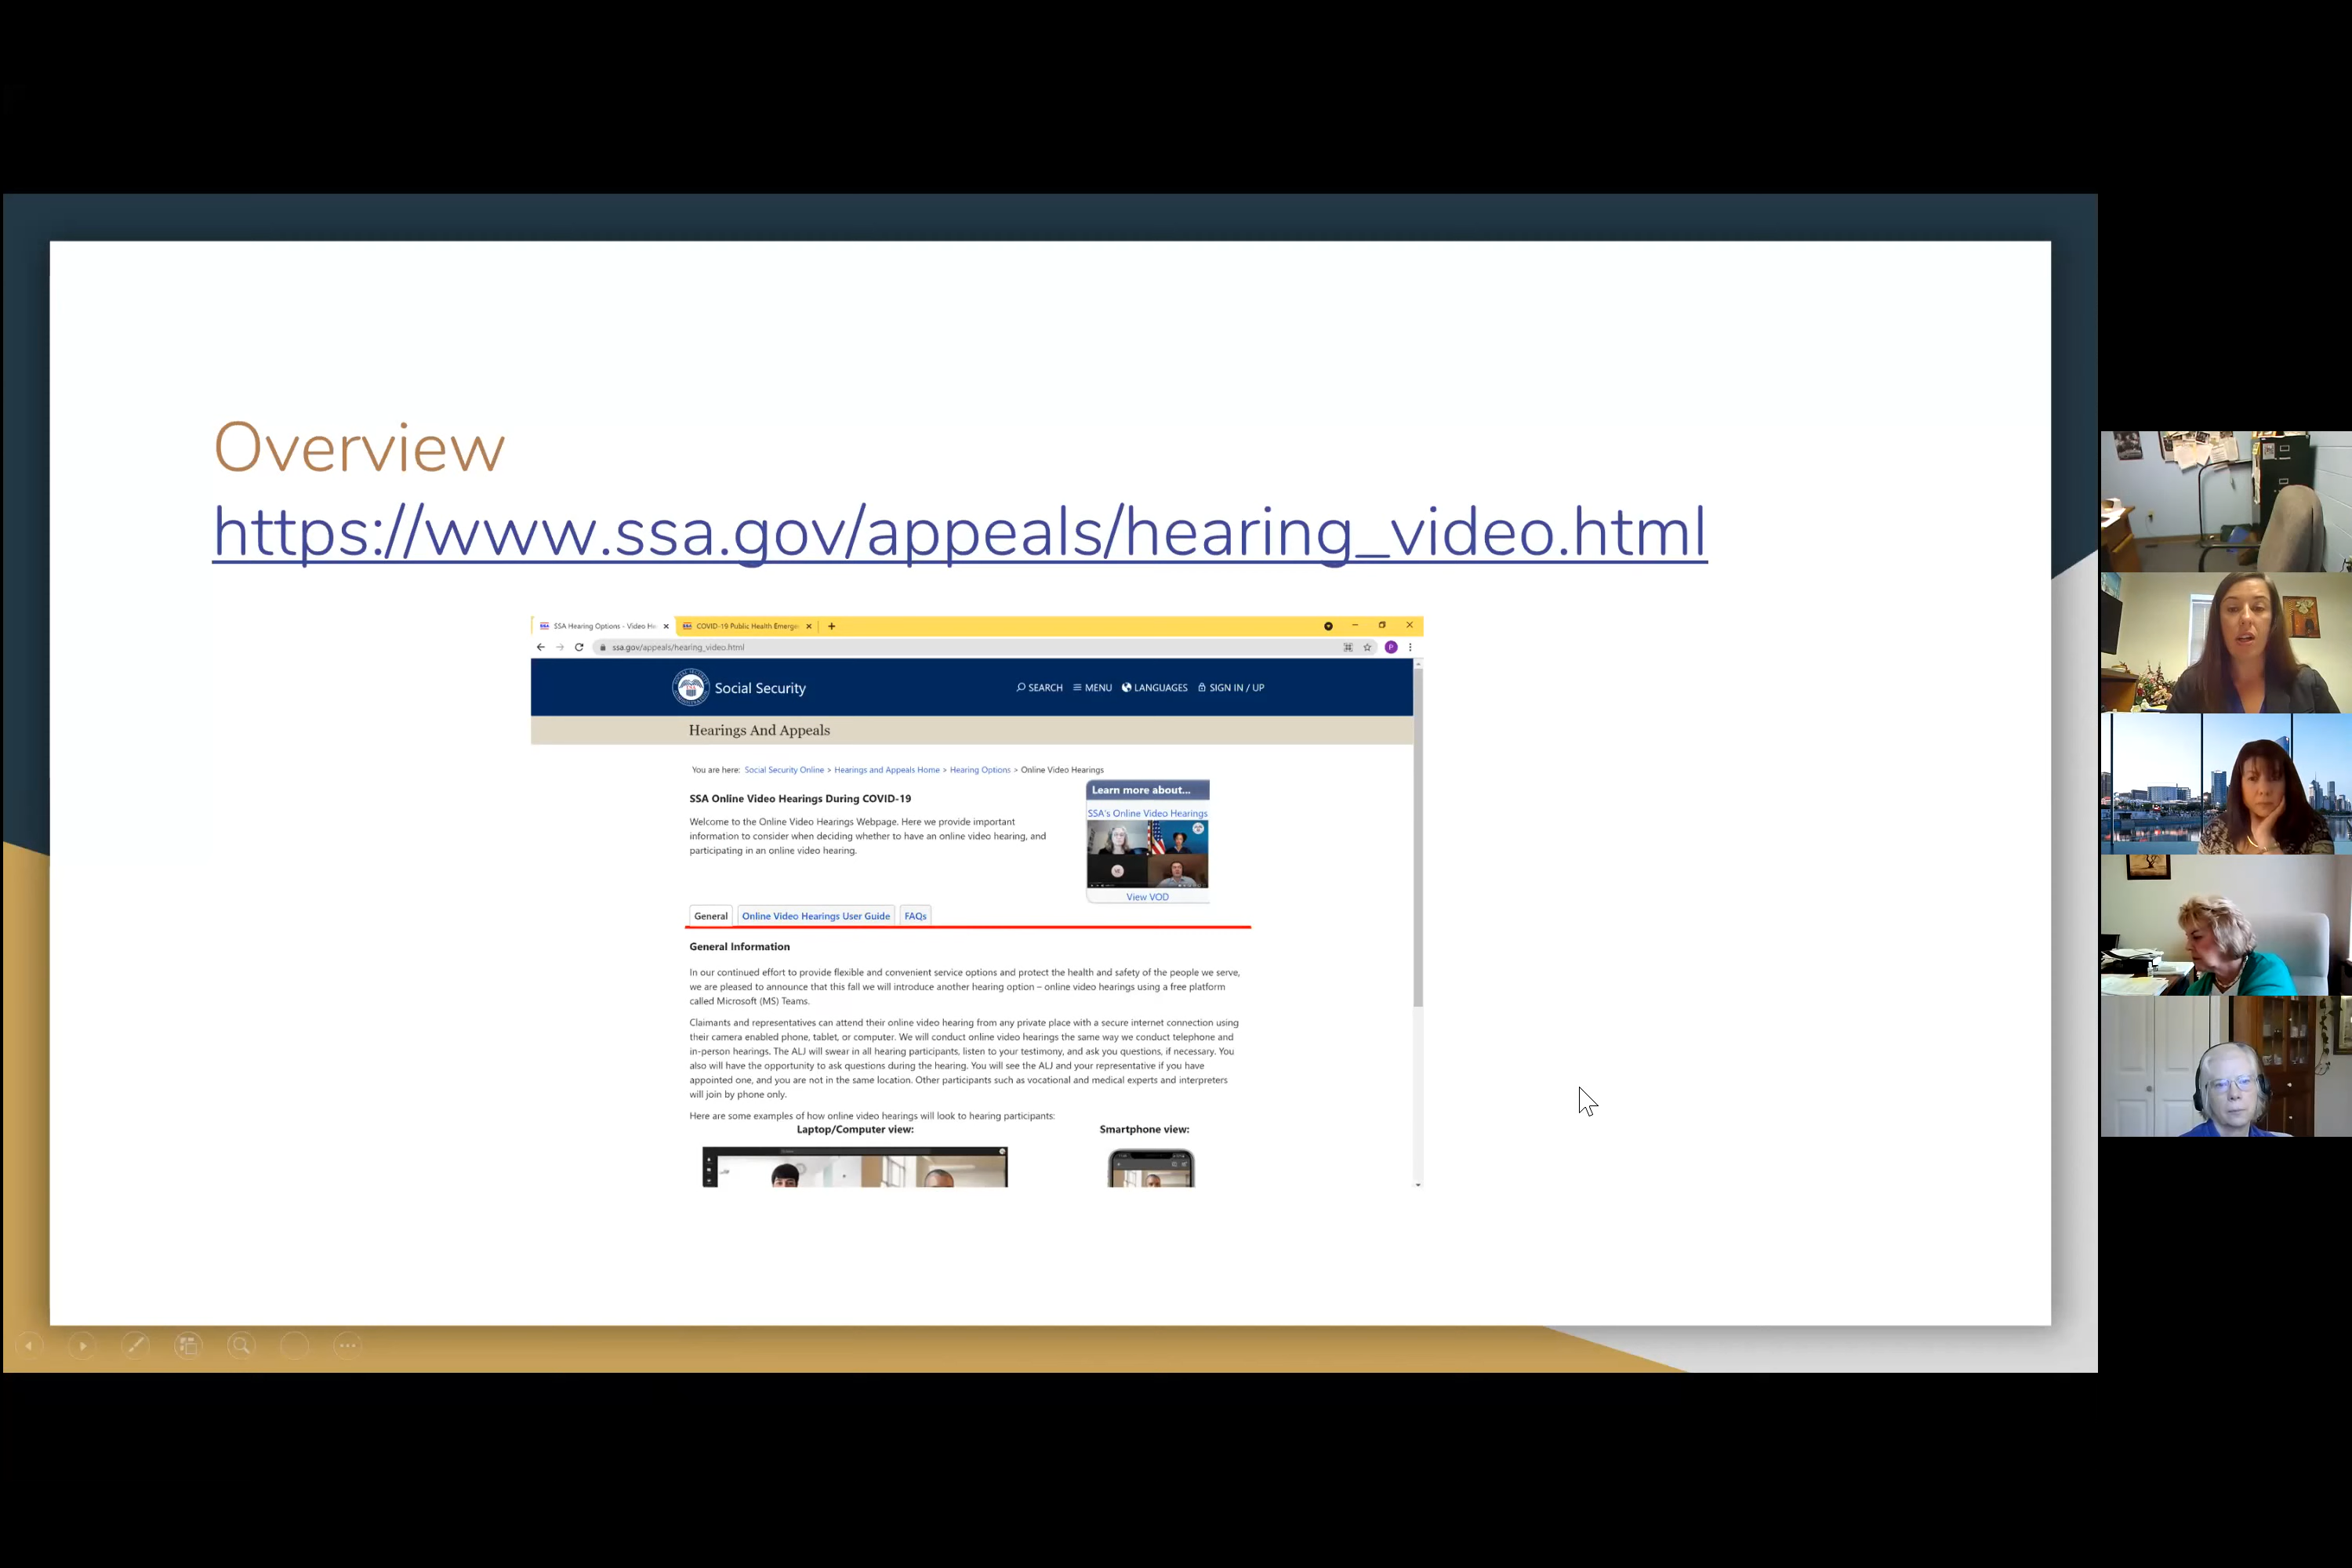 Overview
https://www.ssa.gov/appeals/hearing_video.html
SSA Hearing Options - Video He
COVID-19 Public Health Emerge
ssa.gov/appeals/hearing_video.html
P
Social Security
SEARCH MENU LANGUAGES SIGN IN / UP
Hearings And Appeals
You are here: Social Security Online > Hearings and Appeals Home > Hearing Options > Online Video Hearings
SSA Online Video Hearings During COVID-19
Welcome to the Online Video Hearings Webpage. Here we provide important
information to consider when deciding whether to have an online video hearing, and
participating in an online video hearing.
Learn more about...
SSA's Online Video Hearings
View VOD
General Online Video Hearings User Guide FAQs
General Information
In our continued effort to provide flexible and convenient service options and protect the health and safety of the people we serve,
we are pleased to announce that this fall we will introduce another hearing option – online video hearings using a free platform
called Microsoft (MS) Teams.
Claimants and representatives can attend their online video hearing from any private place with a secure internet connection using
their camera enabled phone, tablet, or computer. We will conduct online video hearings the same way we conduct telephone and
in-person hearings. The ALJ will swear in all hearing participants, listen to your testimony, and ask you questions, if necessary. You
also will have the opportunity to ask questions during the hearing. You will see the ALJ and your representative if you have
appointed one, and you are not in the same location. Other participants such as vocational and medical experts and interpreters
will join by phone only.
Here are some examples of how online video hearings will look to hearing participants:
Laptop/Computer view:
Smartphone view: